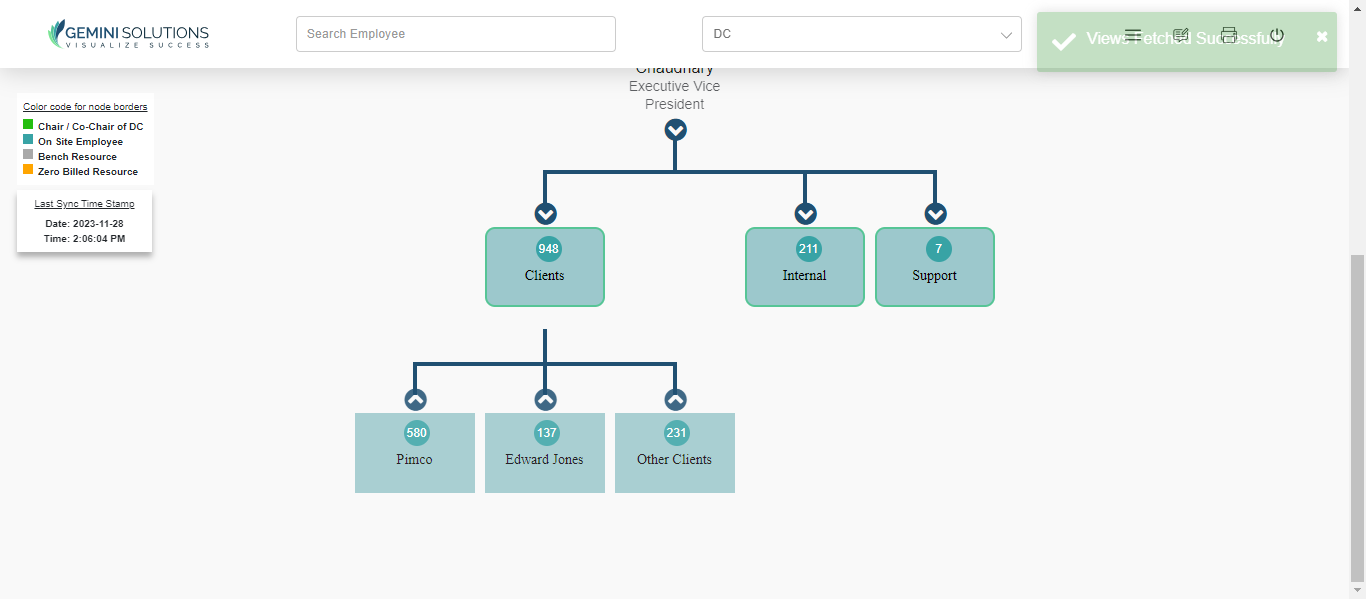 GEMINI SOLUTIONS
VISUALIZE SUCCESS
Search Employee
DC
Views Fetched Successfully
Chaudhary
Executive Vice
President
Color code for node borders
Chair / Co-Chair of DC
On Site Employee
Bench Resource
Zero Billed Resource
Last Sync Time Stamp
Date: 2023-11-28
Time: 2:06:04 PM
948
Clients
211
Internal
7
Support
580
Pimco
137
Edward Jones
231
Other Clients